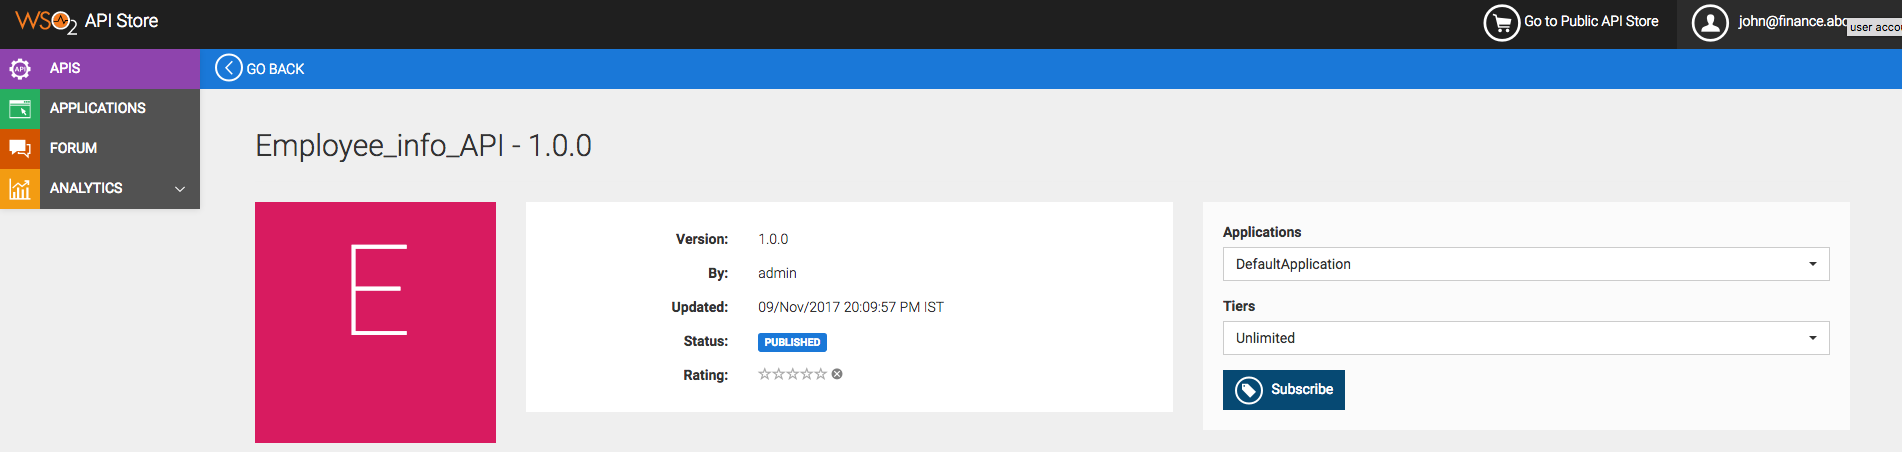 WSO2 API Store
Go to Public API Store
john@finance.abc
user accou
APIS
GO BACK
APPLICATIONS
FORUM
ANALYTICS
Employee_info_API - 1.0.0
E
Version: 1.0.0
By: admin
Updated: 09/Nov/2017 20:09:57 PM IST
Status: PUBLISHED
Rating:
Applications
DefaultApplication
Tiers
Unlimited
Subscribe